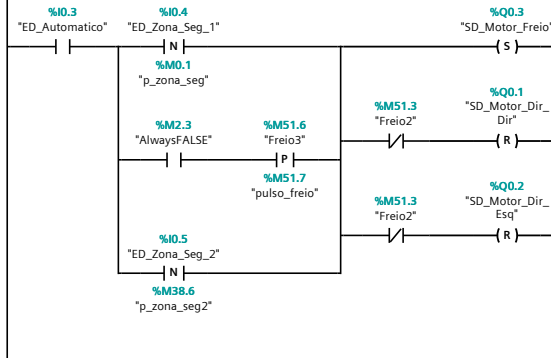 %I0.3
"ED_Automatico"
%I0.4
"ED_Zona_Seg_1"
N
%M0.1
"p_zona_seg"
%Q0.3
"SD_Motor_Freio"
S
%M2.3
"AlwaysFALSE"
%M51.6
"Freio3"
P
%M51.7
"pulso_freio"
%M51.3
"Freio2"
%Q0.1
"SD_Motor_Dir_
Dir"
R
%M51.3
"Freio2"
%Q0.2
"SD_Motor_Dir_
Esq"
R
%I0.5
"ED_Zona_Seg_2"
N
%M38.6
"p_zona_seg2"